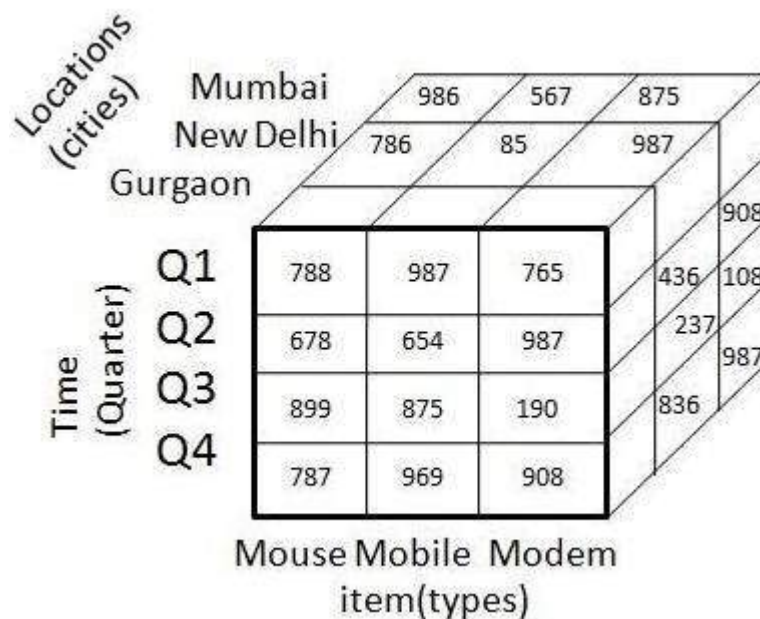 Locations
(cities)
Mumbai
New Delhi
Gurgaon
986 567 875
786 85 987
Time
(Quarter)
Q1 788 987 765
Q2 678 654 987
Q3 899 875 190
Q4 787 969 908
436 908
237 108
836 987
Mouse Mobile Modem
item(types)